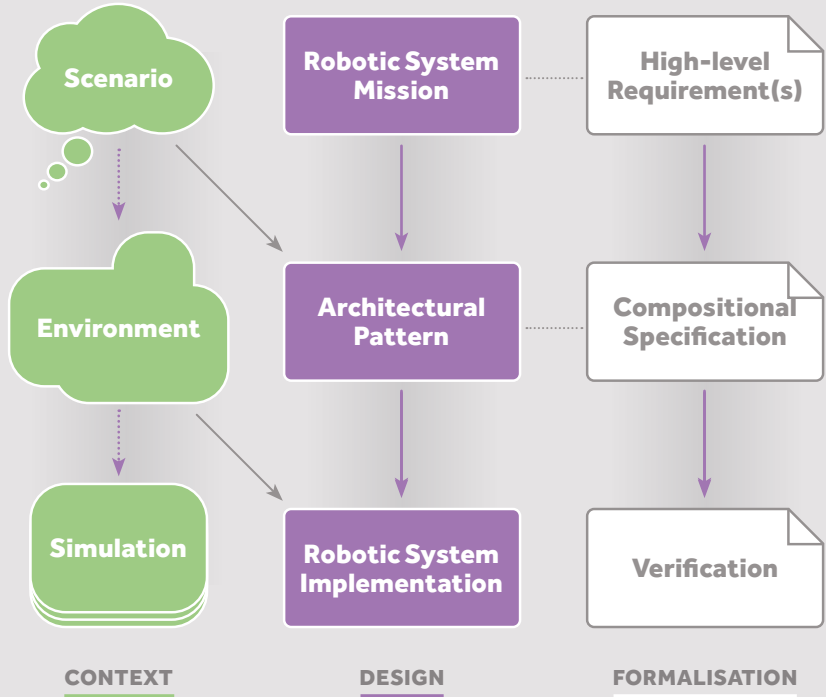 Scenario
Robotic System
Mission
High-level
Requirement(s)
Environment
Architectural
Pattern
Compositional
Specification
Simulation
Robotic System
Implementation
Verification
CONTEXT
DESIGN
FORMALISATION